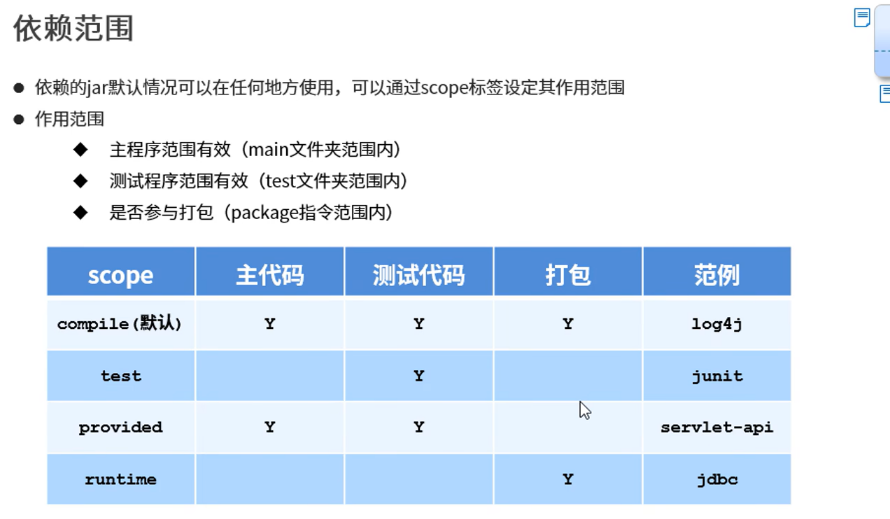 依赖范围
● 依赖的jar默认情况可以在任何地方使用，可以通过scope标签设定其作用范围
● 作用范围
◆ 主程序范围有效（main文件夹范围内）
◆ 测试程序范围有效（test文件夹范围内）
◆ 是否参与打包（package指令范围内）
scope 主代码 测试代码 打包 范例
compile(默认) Y Y Y log4j
test Y junit
provided Y Y servlet-api
runtime Y jdbc